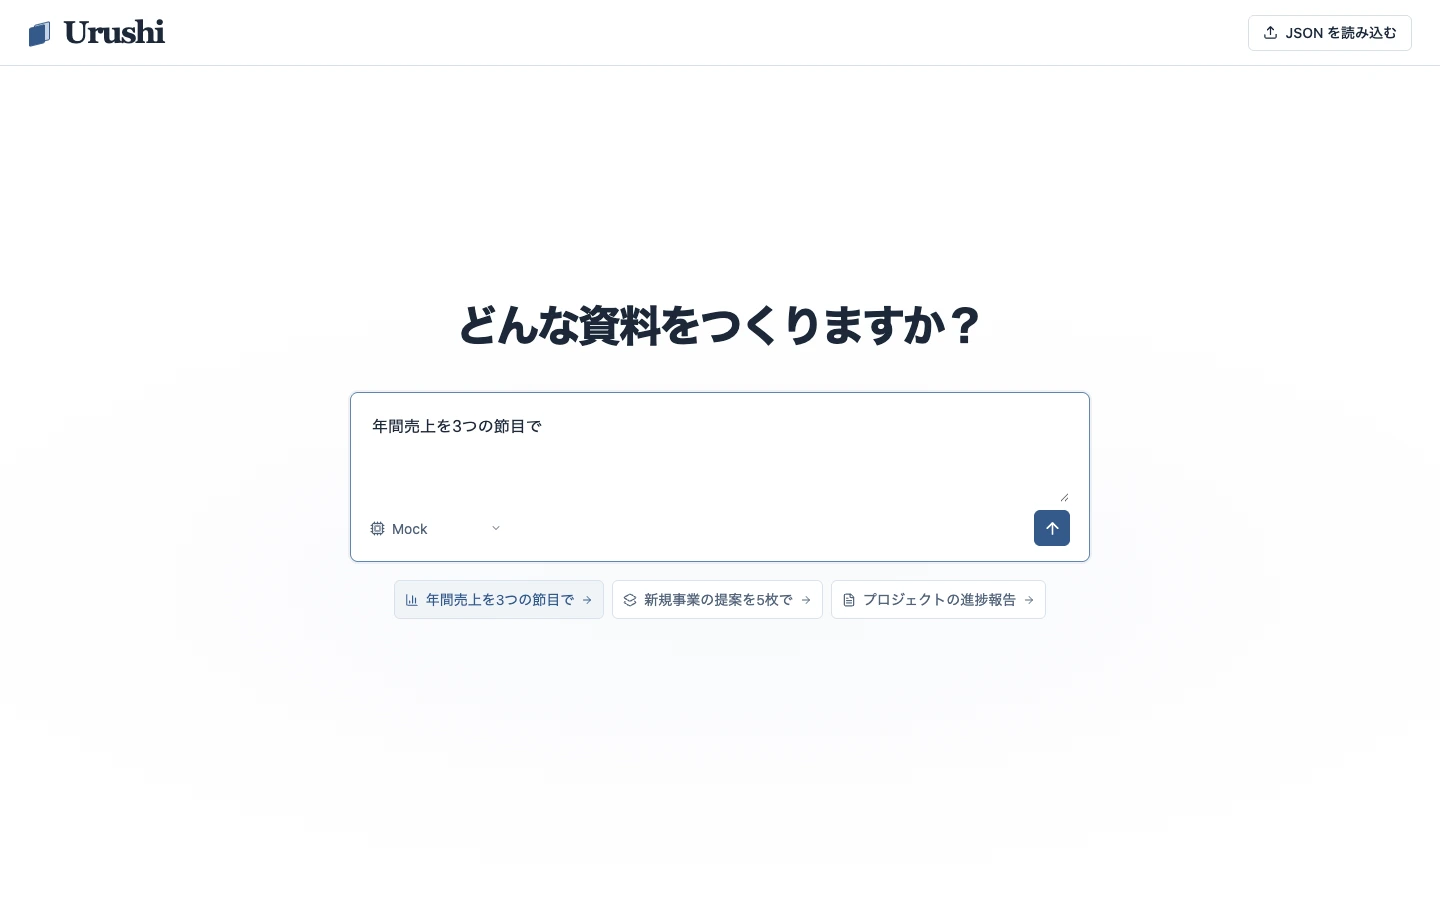 Urushi
JSON を読み込む
どんな資料をつくりますか？
年間売上を3つの節目で
Mock
年間売上を3つの節目で →
新規事業の提案を5枚で →
プロジェクトの進捗報告 →